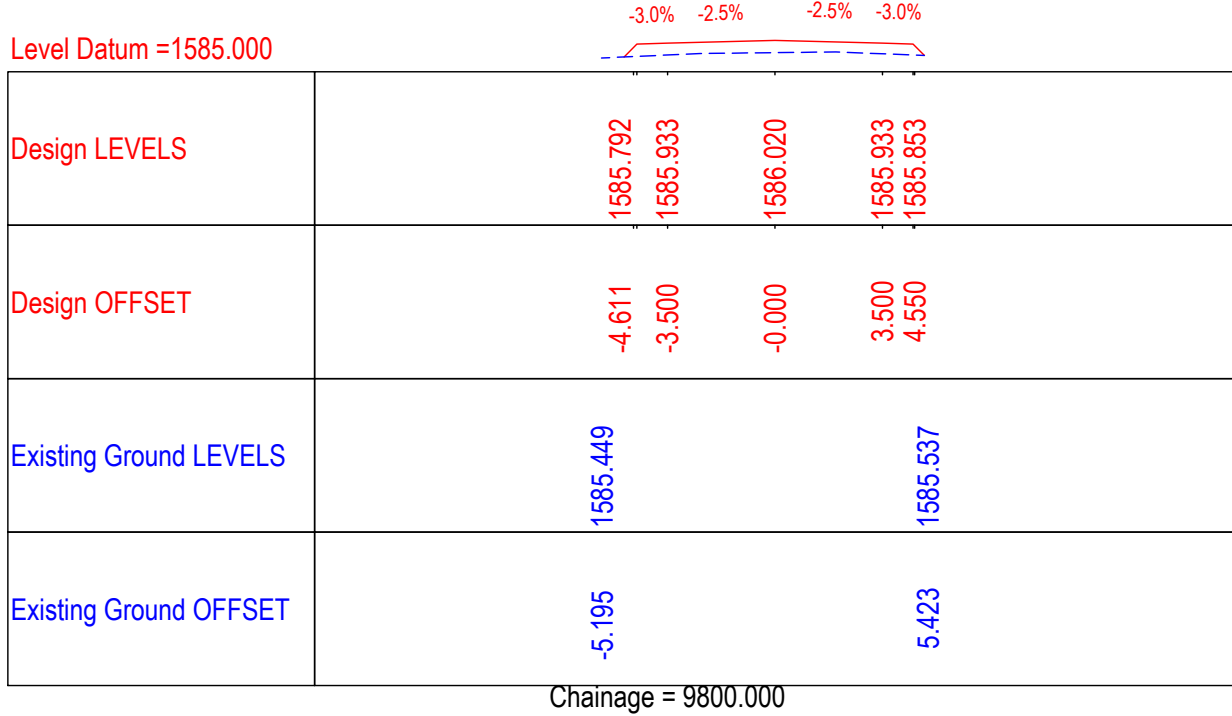 -3.0% -2.5% -2.5% -3.0%
Level Datum =1585.000
Design LEVELS 1585.792 1585.933 1586.020 1585.933 1585.853
Design OFFSET -4.611 -3.500 -0.000 3.500 4.550
Existing Ground LEVELS 1585.449 1585.537
Existing Ground OFFSET -5.195 5.423
Chainage = 9800.000